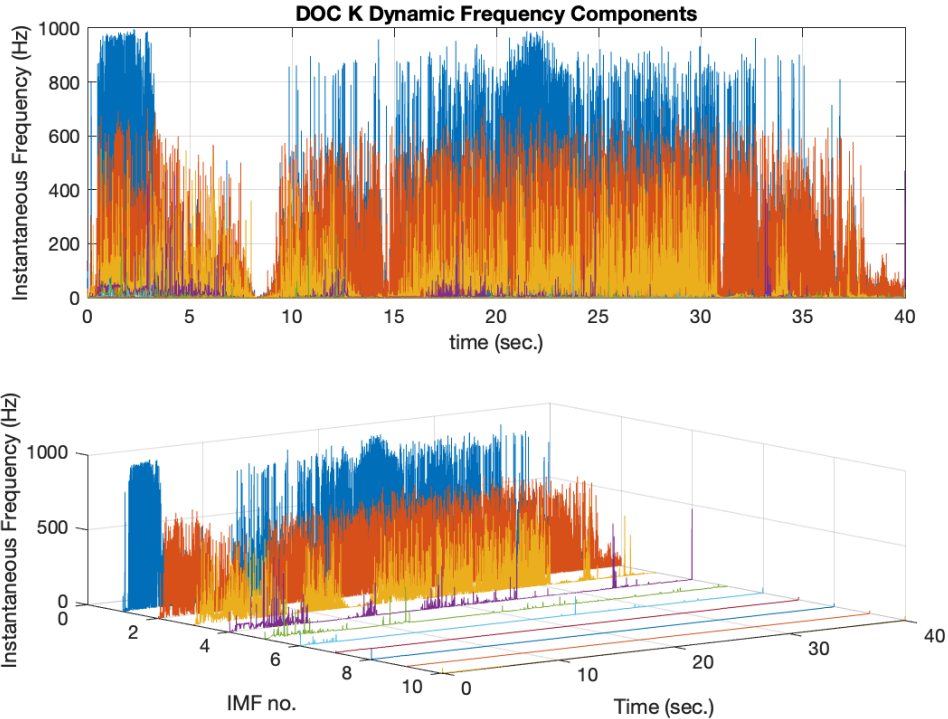 DOC K Dynamic Frequency Components
Instantaneous Frequency (Hz)
1000
800
600
400
200
0
0 5 10 15 20 25 30 35 40
time (sec.)
Instantaneous Frequency (Hz)
1000
500
0
0
2
4
6
8
10
IMF no.
0
10
20
30
40
Time (sec.)